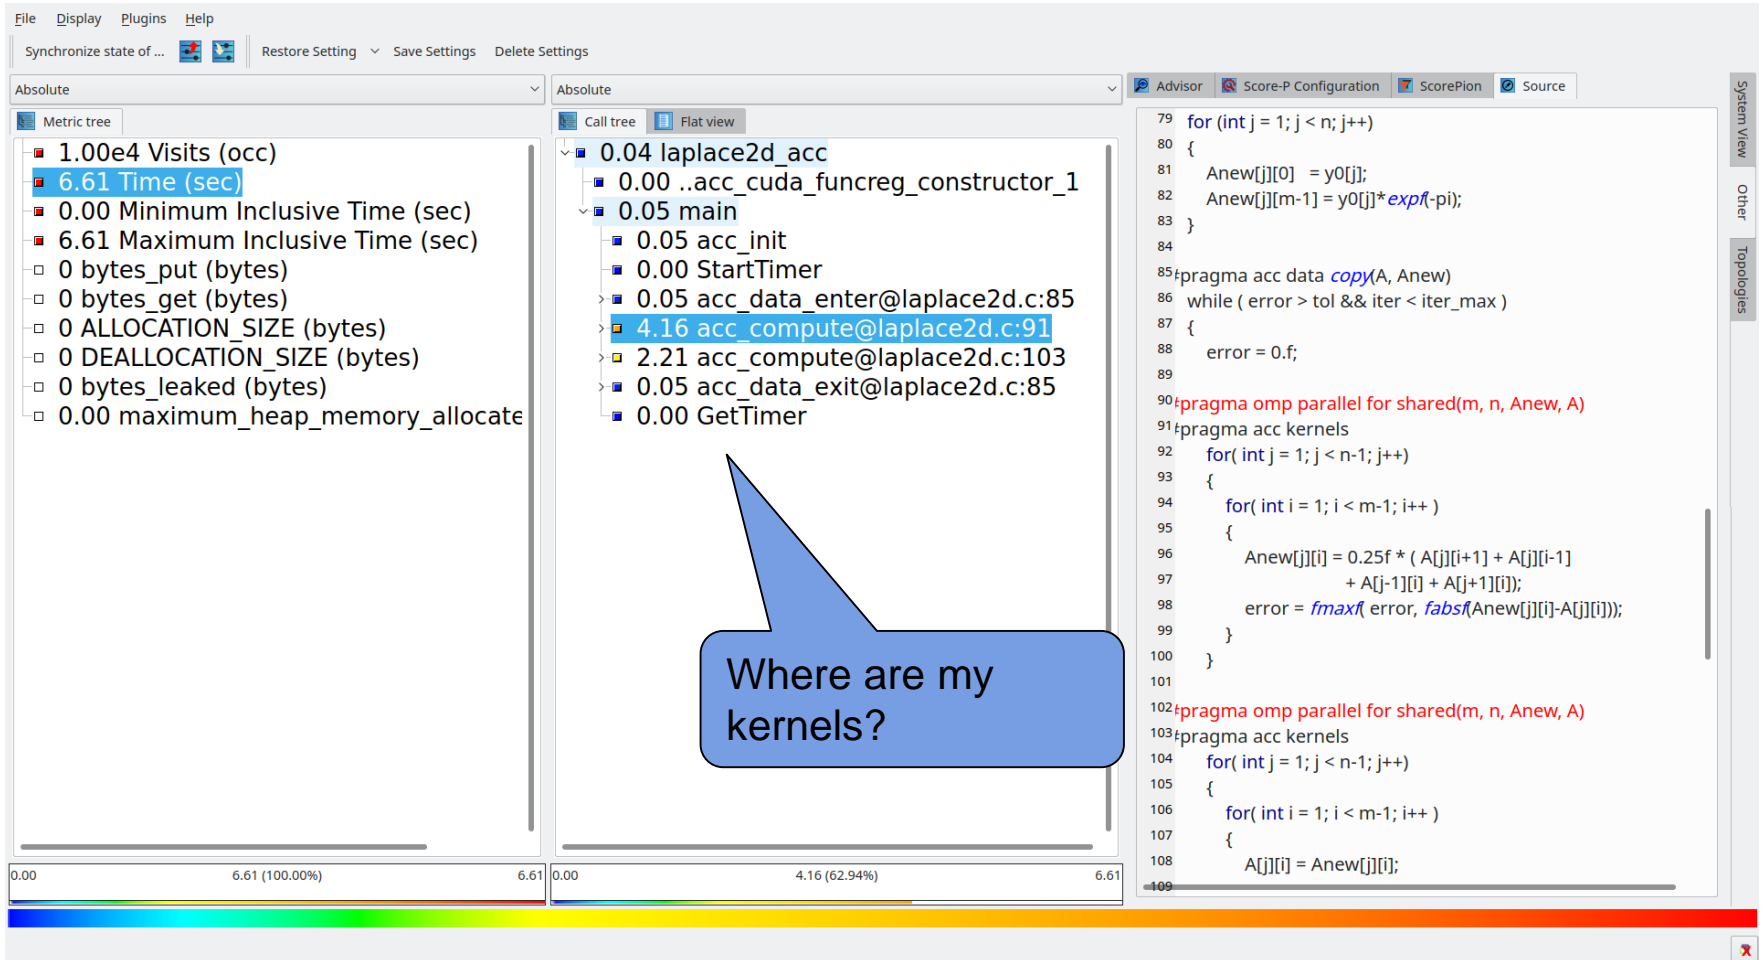 File Display Plugins Help
Synchronize state of ... Restore Setting Save Settings Delete Settings
Absolute
Metric tree
1.00e4 Visits (occ)
6.61 Time (sec)
0.00 Minimum Inclusive Time (sec)
6.61 Maximum Inclusive Time (sec)
0 bytes_put (bytes)
0 bytes_get (bytes)
0 ALLOCATION_SIZE (bytes)
0 DEALLOCATION_SIZE (bytes)
0 bytes_leaked (bytes)
0.00 maximum_heap_memory_allocate
0.00 6.61 (100.00%) 6.61
Absolute
Call tree Flat view
0.04 laplace2d_acc
0.00 ..acc_cuda_funcreg_constructor_1
0.05 main
0.05 acc_init
0.00 StartTimer
0.05 acc_data_enter@laplace2d.c:85
4.16 acc_compute@laplace2d.c:91
2.21 acc_compute@laplace2d.c:103
0.05 acc_data_exit@laplace2d.c:85
0.00 GetTimer
Where are my
kernels?
0.00 4.16 (62.94%) 6.61
Advisor Score-P Configuration ScorePion Source
79 for (int j = 1; j < n; j++)
80 {
81 Anew[j][0] = y0[j];
82 Anew[j][m-1] = y0[j]*expf(-pi);
83 }
84
85 #pragma acc data copy(A, Anew)
86 while ( error > tol && iter < iter_max )
87 {
88 error = 0.f;
89
90 #pragma omp parallel for shared(m, n, Anew, A)
91 #pragma acc kernels
92 for( int j = 1; j < n-1; j++)
93 {
94 for( int i = 1; i < m-1; i++ )
95 {
96 Anew[j][i] = 0.25f * ( A[j][i+1] + A[j][i-1]
97 + A[j-1][i] + A[j+1][i]);
98 error = fmaxf( error, fabsf(Anew[j][i]-A[j][i]));
99 }
100 }
101
102 #pragma omp parallel for shared(m, n, Anew, A)
103 #pragma acc kernels
104 for( int j = 1; j < n-1; j++)
105 {
106 for( int i = 1; i < m-1; i++ )
107 {
108 A[j][i] = Anew[j][i];
109
System View
Other
Topologies